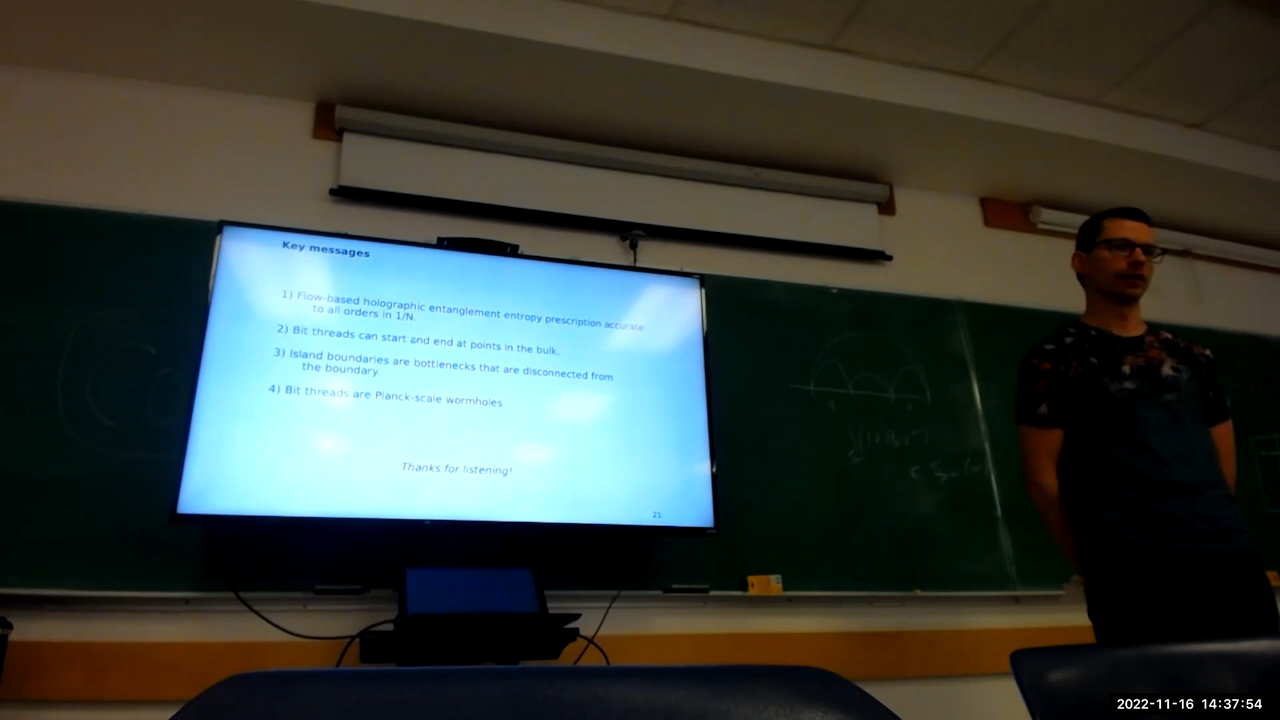 Key messages
1) Flow-based holographic entanglement entropy prescription accurate
to all orders in 1/N.
2) Bit threads can start and end at points in the bulk.
3) Island boundaries are bottlenecks that are disconnected from
the boundary.
4) Bit threads are Planck-scale wormholes.
Thanks for listening!
21
2022-11-16 14:37:54